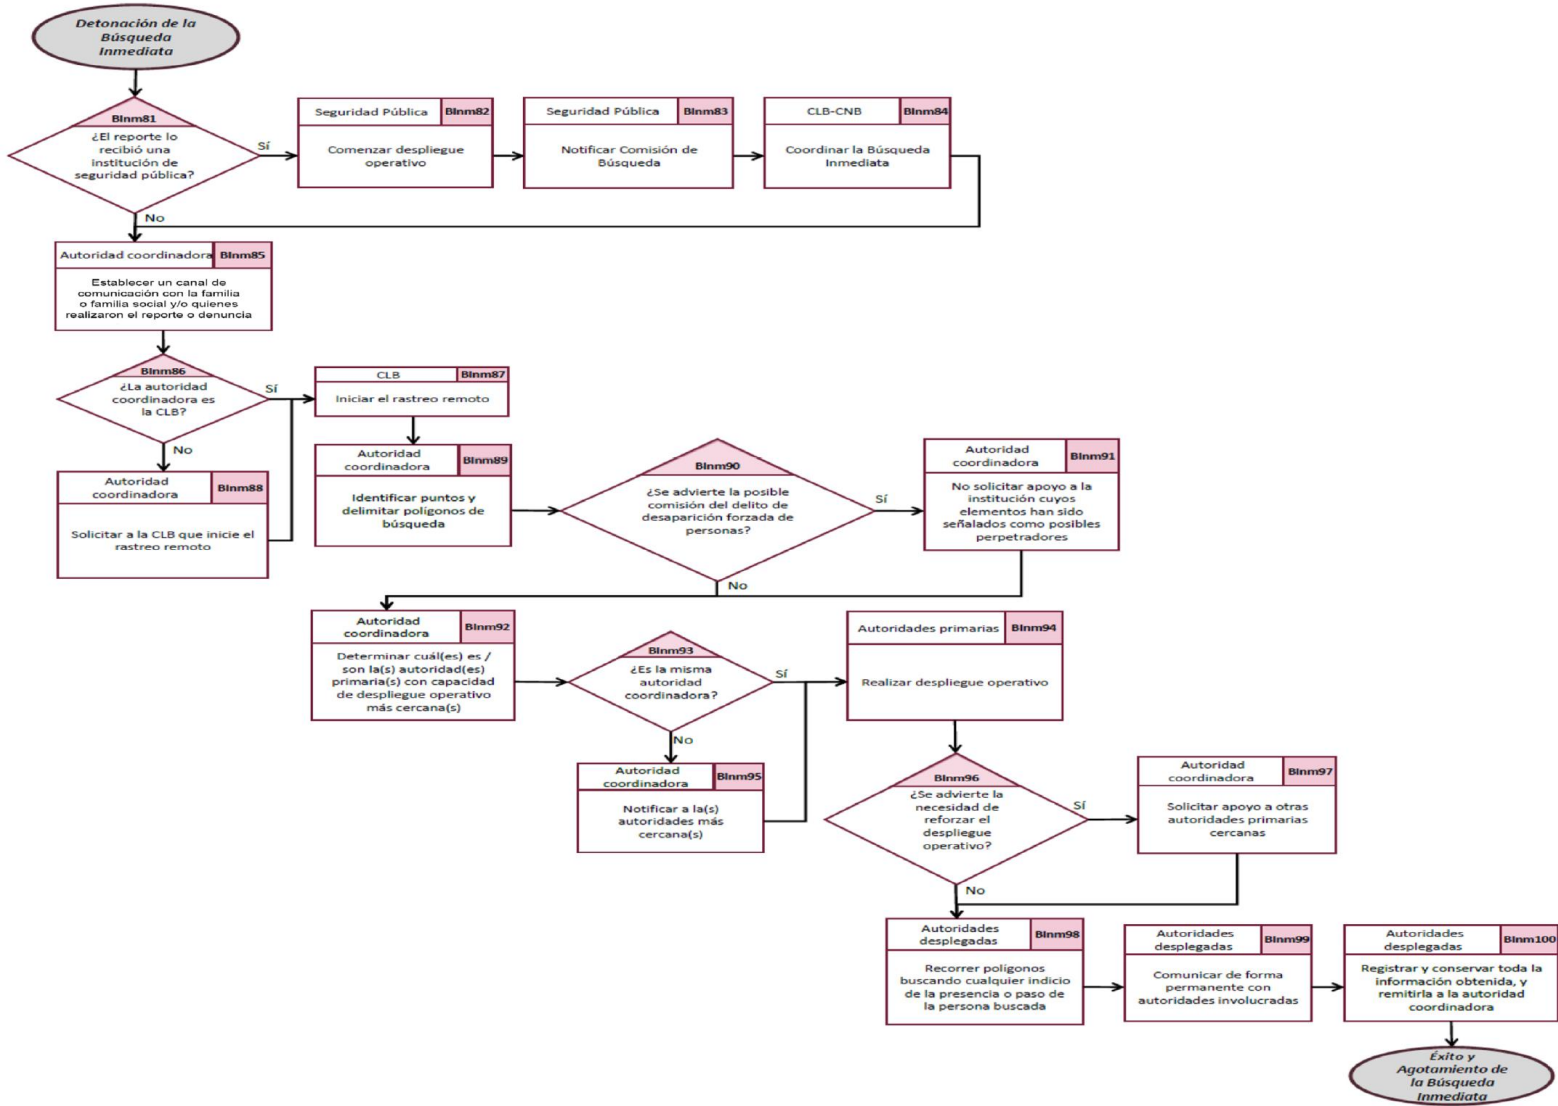 Detonación de la
Búsqueda
Inmediata
BInm81
¿El reporte lo
recibió una
institución de
seguridad pública?
Sí
No
Seguridad Pública
BInm82
Comenzar despliegue
operativo
Seguridad Pública
BInm83
Notificar Comisión de
Búsqueda
CLB-CNB
BInm84
Coordinar la Búsqueda
Inmediata
Autoridad coordinadora
BInm85
Establecer un canal de
comunicación con la familia
o familia social y/o quienes
realizaron el reporte o denuncia
BInm86
¿La autoridad
coordinadora es
la CLB?
Sí
No
CLB
BInm87
Iniciar el rastreo remoto
Autoridad
coordinadora
BInm88
Solicitar a la CLB que inicie el
rastreo remoto
Autoridad
coordinadora
BInm89
Identificar puntos y
delimitar polígonos de
búsqueda
BInm90
¿Se advierte la posible
comisión del delito de
desaparición forzada de
personas?
Sí
No
Autoridad
coordinadora
BInm91
No solicitar apoyo a la
institución cuyos
elementos han sido
señalados como posibles
perpetradores
Autoridad
coordinadora
BInm92
Determinar cuál(es) es /
son la(s) autoridad(es)
primaria(s) con capacidad
de despliegue operativo
más cercana(s)
BInm93
¿Es la misma
autoridad
coordinadora?
Sí
No
Autoridades primarias
BInm94
Realizar despliegue operativo
Autoridad
coordinadora
BInm95
Notificar a la(s)
autoridades más
cercana(s)
BInm96
¿Se advierte la
necesidad de
reforzar el
despliegue
operativo?
Sí
No
Autoridad
coordinadora
BInm97
Solicitar apoyo a otras
autoridades primarias
cercanas
Autoridades
desplegadas
BInm98
Recorrer polígonos
buscando cualquier indicio
de la presencia o paso de
la persona buscada
Autoridades
desplegadas
BInm99
Comunicar de forma
permanente con
autoridades involucradas
Autoridades
desplegadas
BInm100
Registrar y conservar toda la
información obtenida, y
remitirla a la autoridad
coordinadora
Éxito y
Agotamiento de
la Búsqueda
Inmediata